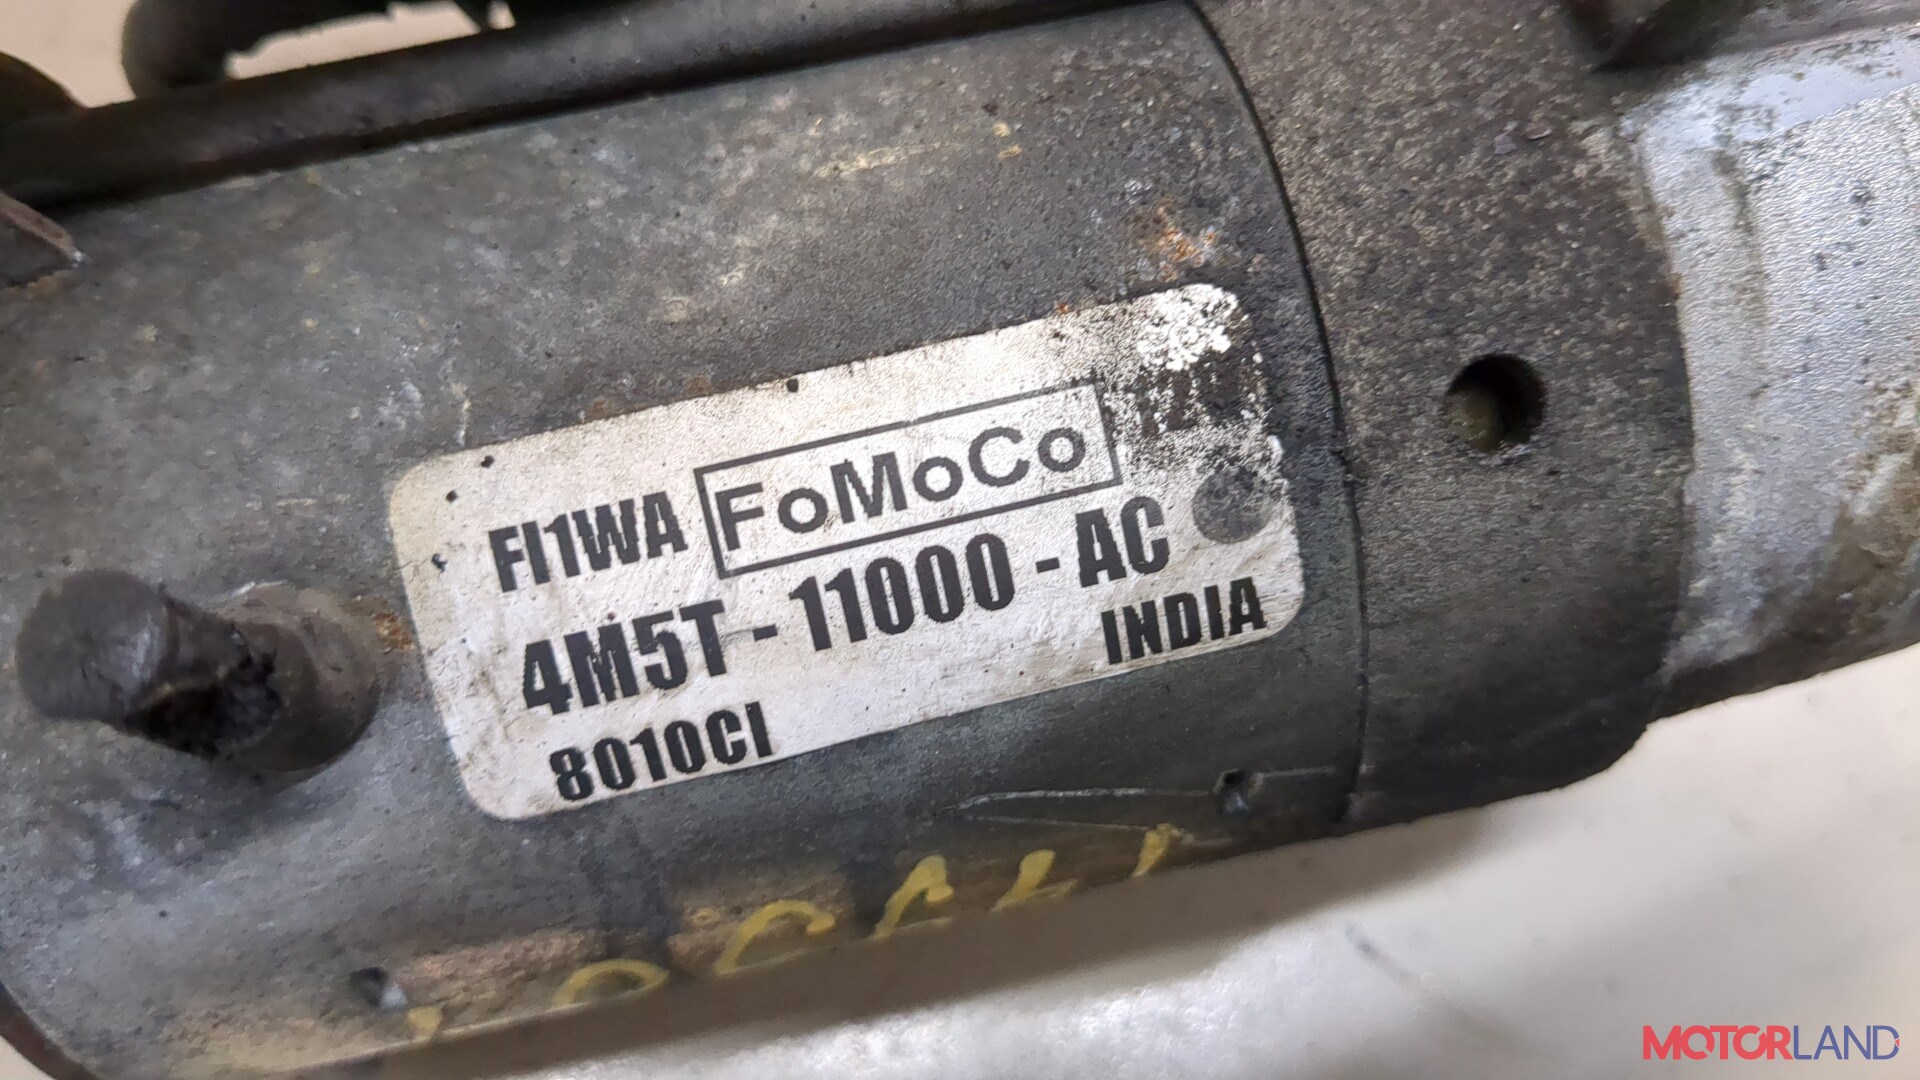 FI1WA FoMoCo
4M5T - 11000 - AC
INDIA
8010CI
MOTORLAND